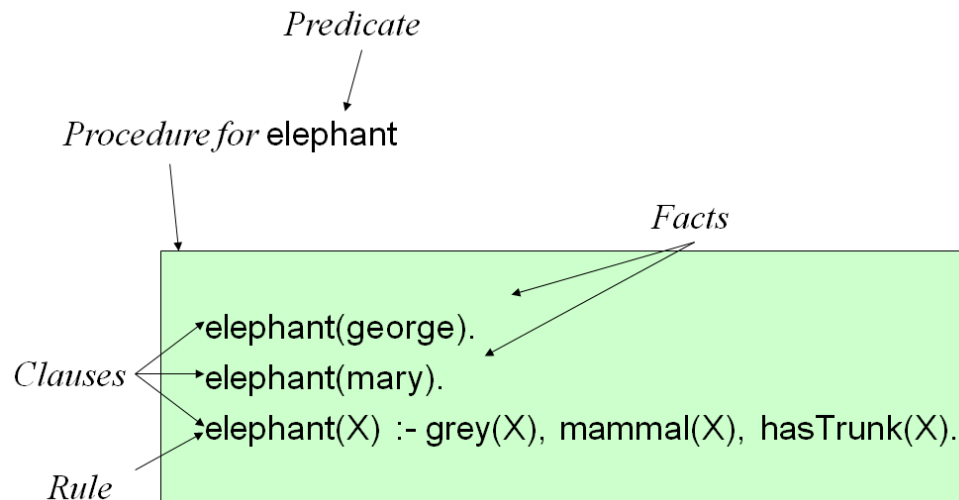 Predicate
Procedure for elephant
Facts
elephant(george).
Clauses
elephant(mary).
elephant(X) :- grey(X), mammal(X), hasTrunk(X).
Rule